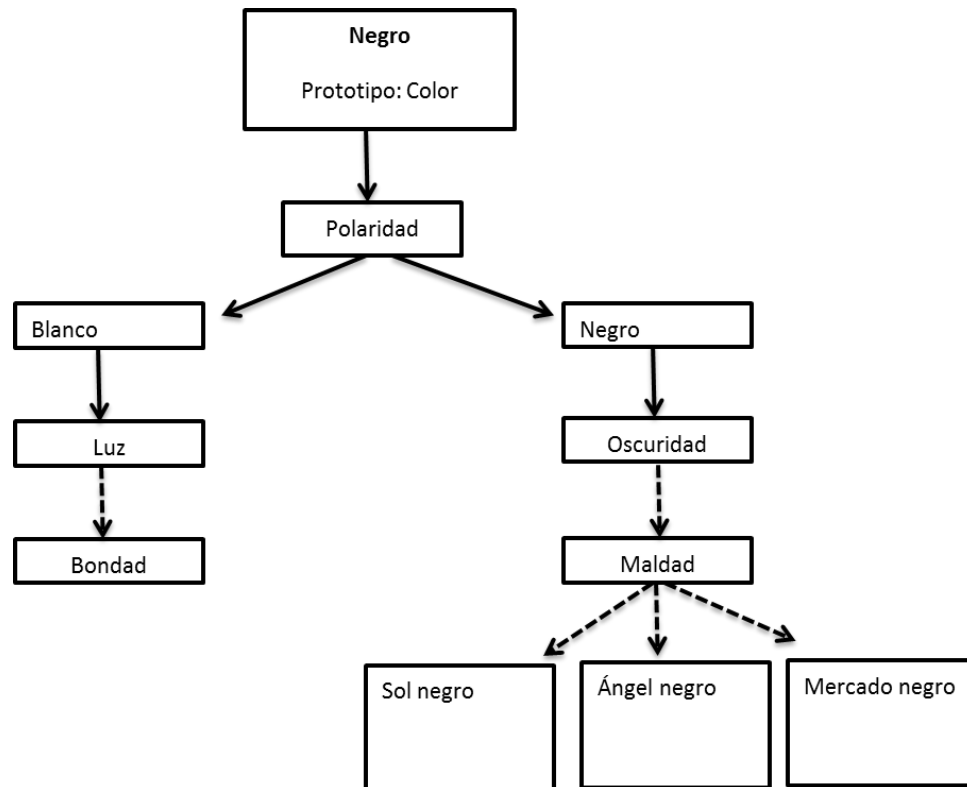 Negro
Prototipo: Color
Polaridad
Blanco
Negro
Luz
Oscuridad
Bondad
Maldad
Sol negro
Ángel negro
Mercado negro